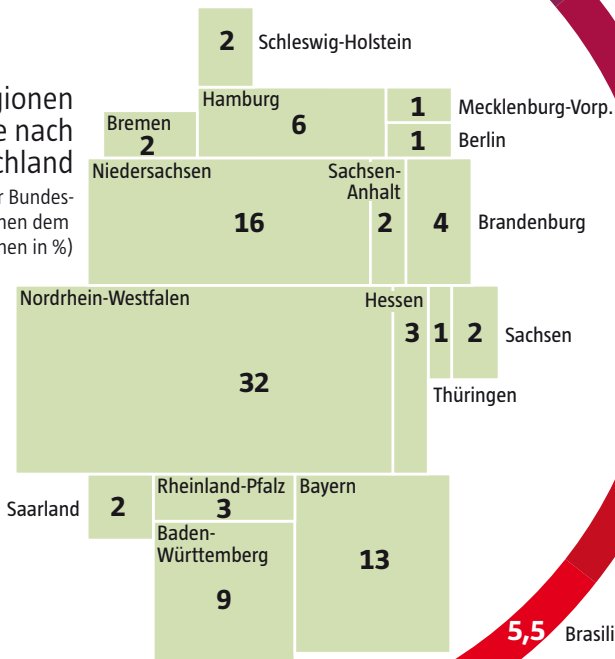 2 Schleswig-Holstein
gionen
e nach
chland
r Bundes-
nen dem
nen in %)
Hamburg
6
1 Mecklenburg-Vorp.
Bremen
2
1 Berlin
Niedersachsen
16
Sachsen-
Anhalt
2
4 Brandenburg
Nordrhein-Westfalen
32
Hessen
3
1
2 Sachsen
Thüringen
Saarland 2
Rheinland-Pfalz
3
Bayern
13
Baden-
Württemberg
9
5,5 Brasili